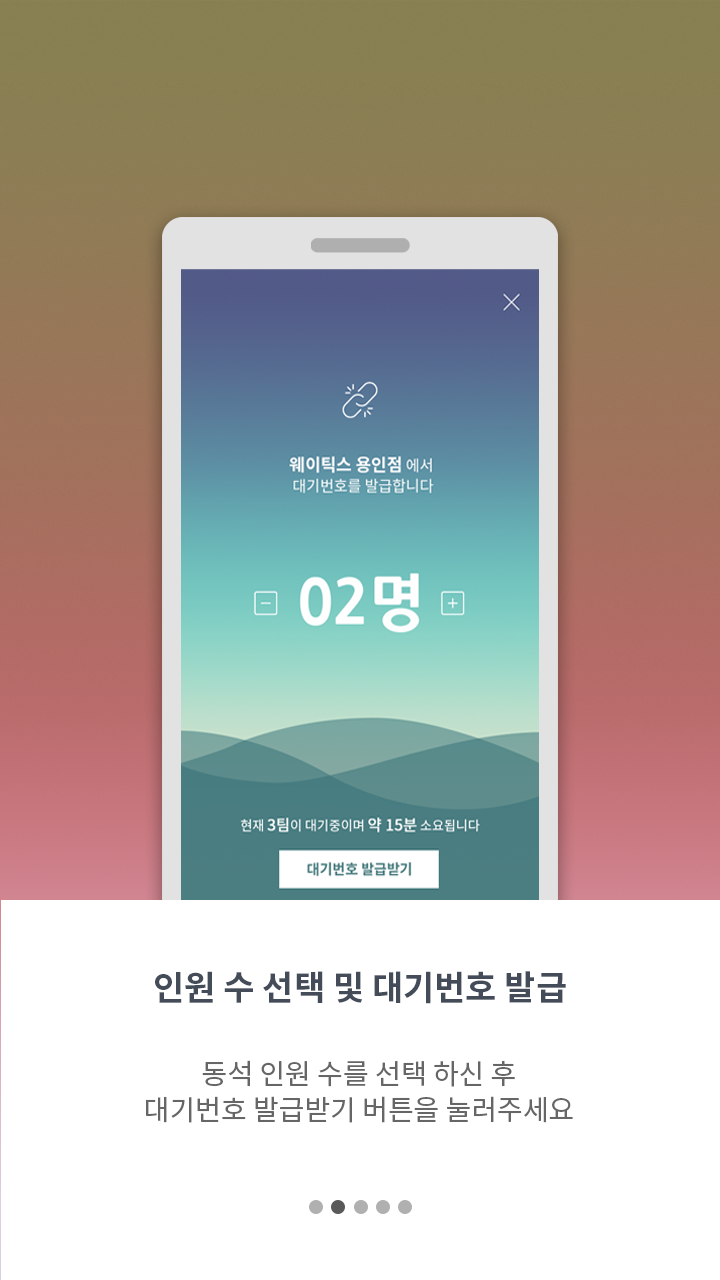 웨이틱스 용인점 에서
대기번호를 발급합니다
02명
현재 3팀이 대기중이며 약 15분 소요됩니다
대기번호 발급받기
인원 수 선택 및 대기번호 발급
동석 인원 수를 선택 하신 후
대기번호 발급받기 버튼을 눌러주세요